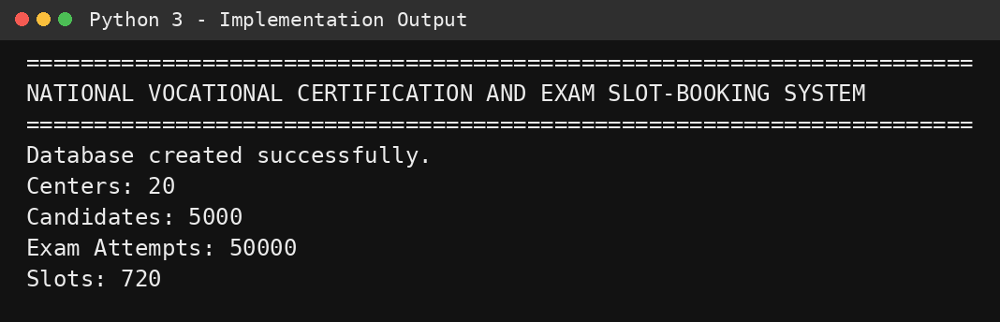 Python 3 - Implementation Output
======================================================================
NATIONAL VOCATIONAL CERTIFICATION AND EXAM SLOT-BOOKING SYSTEM
======================================================================
Database created successfully.
Centers: 20
Candidates: 5000
Exam Attempts: 50000
Slots: 720